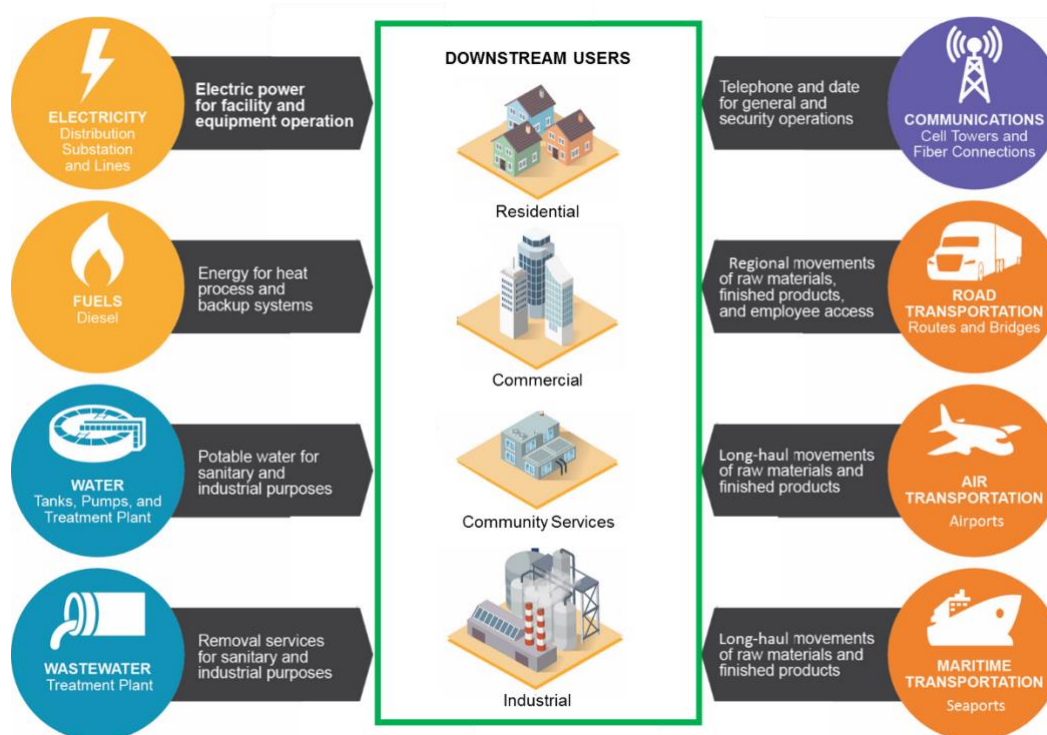 ELECTRICITY
Distribution
Substation
and Lines
Electric power
for facility and
equipment operation
FUELS
Diesel
Energy for heat
process and
backup systems
WATER
Tanks, Pumps, and
Treatment Plant
Potable water for
sanitary and
industrial purposes
WASTEWATER
Treatment Plant
Removal services
for sanitary and
industrial purposes
DOWNSTREAM USERS
Residential
Commercial
Community Services
Industrial
Telephone and date
for general and
security operations
COMMUNICATIONS
Cell Towers and
Fiber Connections
Regional movements
of raw materials,
finished products,
and employee access
ROAD
TRANSPORTATION
Routes and Bridges
Long-haul movements
of raw materials and
finished products
AIR
TRANSPORTATION
Airports
Long-haul movements
of raw materials and
finished products
MARITIME
TRANSPORTATION
Seaports